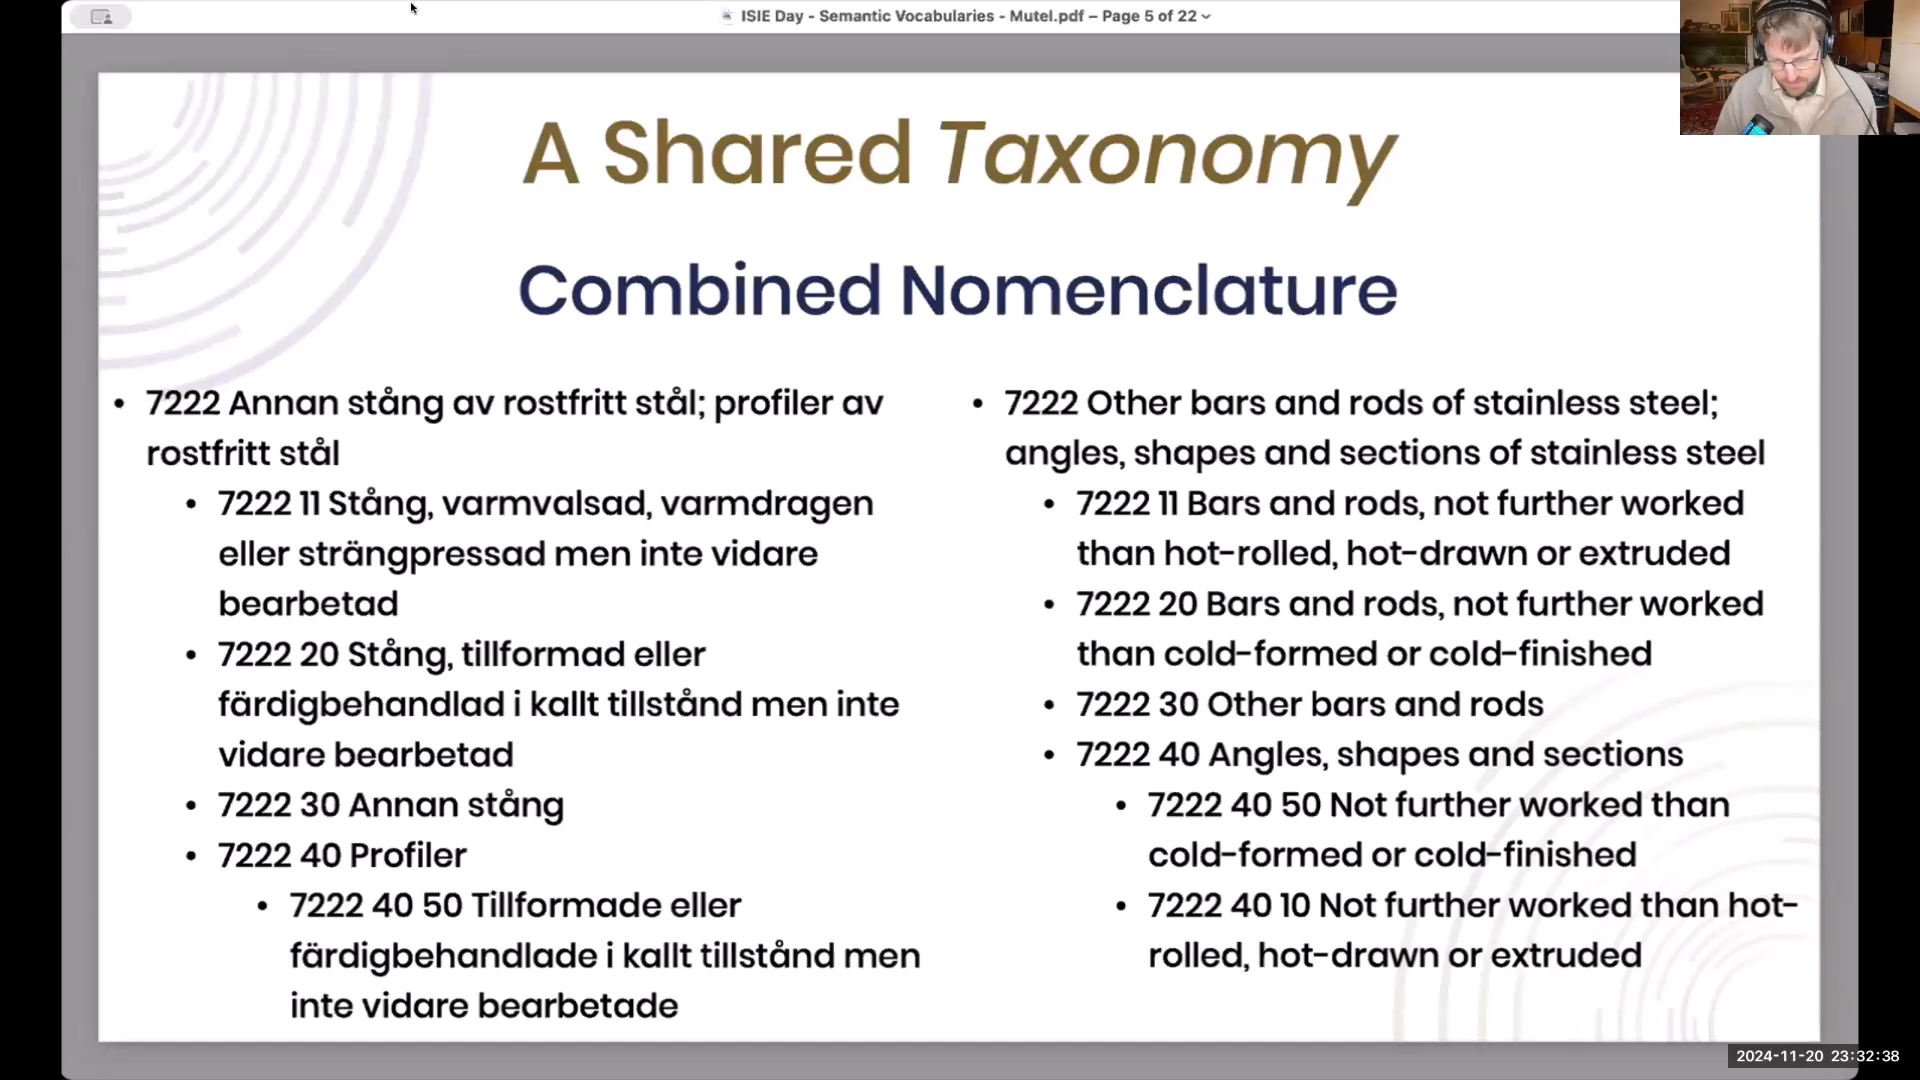 ISIE Day - Semantic Vocabularies - Mutel.pdf – Page 5 of 22
A Shared Taxonomy
Combined Nomenclature
• 7222 Annan stång av rostfritt stål; profiler av
rostfritt stål
• 7222 11 Stång, varmvalsad, varmdragen
eller strängpressad men inte vidare
bearbetad
• 7222 20 Stång, tillformad eller
färdigbehandlad i kallt tillstånd men inte
vidare bearbetad
• 7222 30 Annan stång
• 7222 40 Profiler
• 7222 40 50 Tillformade eller
färdigbehandlade i kallt tillstånd men
inte vidare bearbetade
• 7222 Other bars and rods of stainless steel;
angles, shapes and sections of stainless steel
• 7222 11 Bars and rods, not further worked
than hot-rolled, hot-drawn or extruded
• 7222 20 Bars and rods, not further worked
than cold-formed or cold-finished
• 7222 30 Other bars and rods
• 7222 40 Angles, shapes and sections
• 7222 40 50 Not further worked than
cold-formed or cold-finished
• 7222 40 10 Not further worked than hot-
rolled, hot-drawn or extruded
2024-11-20 23:32:38